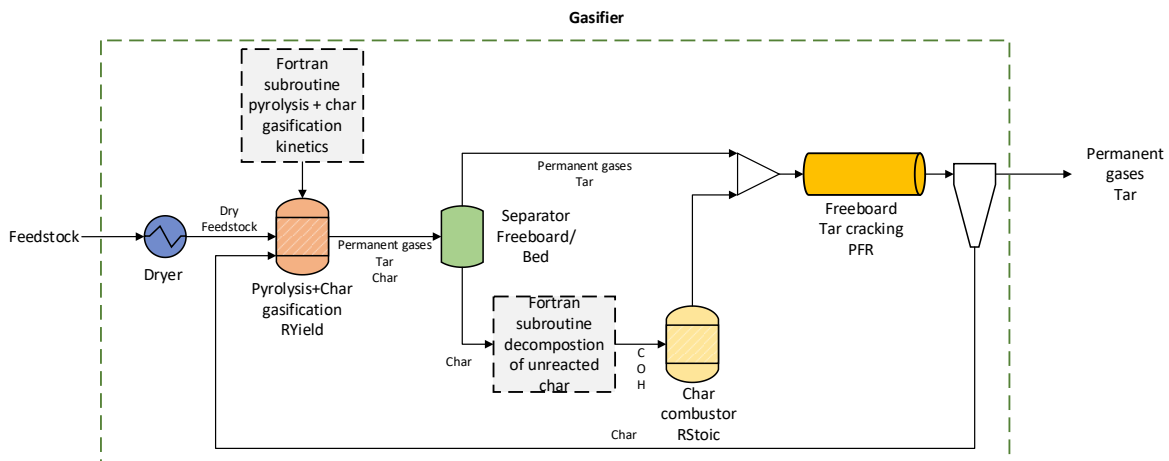 Gasifier
Fortran
subroutine
pyrolysis + char
gasification
kinetics
Feedstock
Dryer
Dry
Feedstock
Pyrolysis+Char
gasification
RYield
Permanent gases
Tar
Char
Separator
Freeboard/
Bed
Permanent gases
Tar
Char
Fortran
subroutine
decompostion
of unreacted
char
C
O
H
Char
combustor
RStoic
Freeboard
Tar cracking
PFR
Permanent
gases
Tar
Char